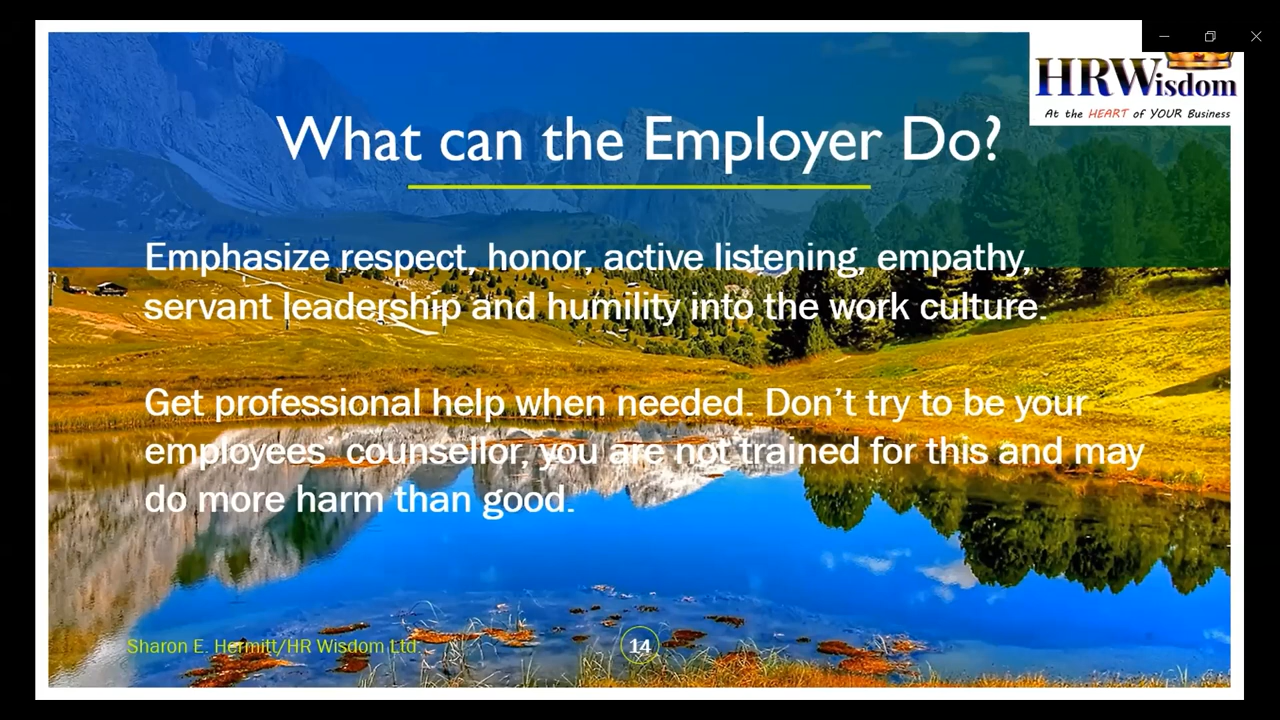 HRWisdom
At the HEART of YOUR Business
What can the Employer Do?
Emphasize respect, honor, active listening, empathy,
servant leadership and humility into the work culture.
Get professional help when needed. Don’t try to be your
employees counsellor, you are not trained for this and may
do more harm than good.
Sharon E. Hermitt/HR Wisdom Ltd.
14